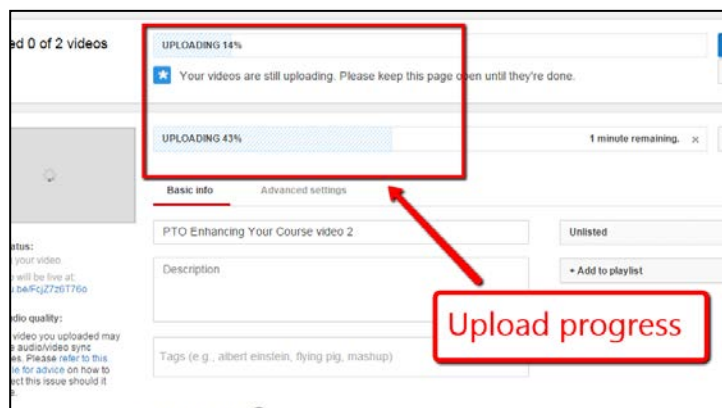 ed 0 of 2 videos
UPLOADING 14%
Your videos are still uploading. Please keep this page open until they're done.
UPLOADING 43%
1 minute remaining. ×
Basic info
Advanced settings
PTO Enhancing Your Course video 2
Unlisted
Description
+ Add to playlist
Upload progress
Tags (e.g., albert einstein, flying pig, mashup)
atus:
your video
will be live at:
u.be/FcjZ7z6T76o
dio quality:
video you uploaded may
e audio/video sync
es. Please refer to this
le for advice on how to
ect this issue should it
e.